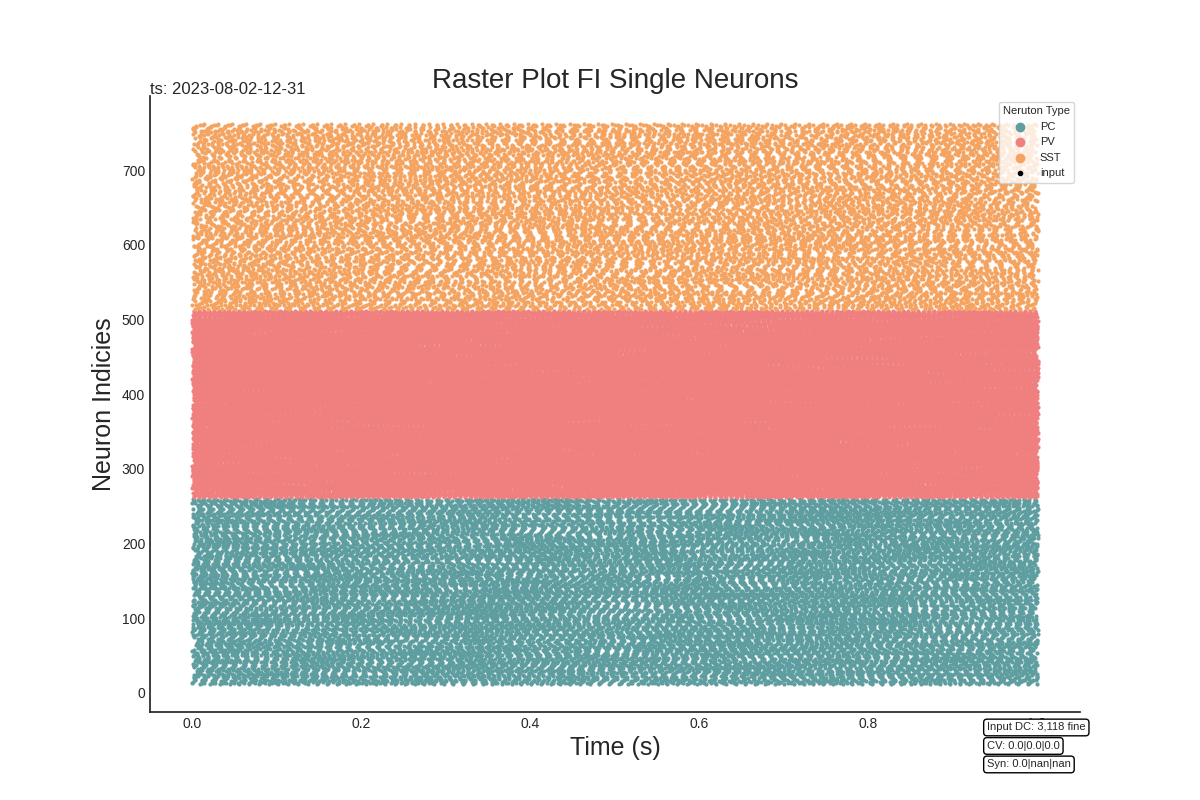 Raster Plot FI Single Neurons
ts: 2023-08-02-12-31
Neruton Type
PC
PV
SST
input
Neuron Indicies
700
600
500
400
300
200
100
0
0.0 0.2 0.4 0.6 0.8
Time (s)
Input DC: 3,118 fine
CV: 0.0|0.0|0.0
Syn: 0.0|nan|nan